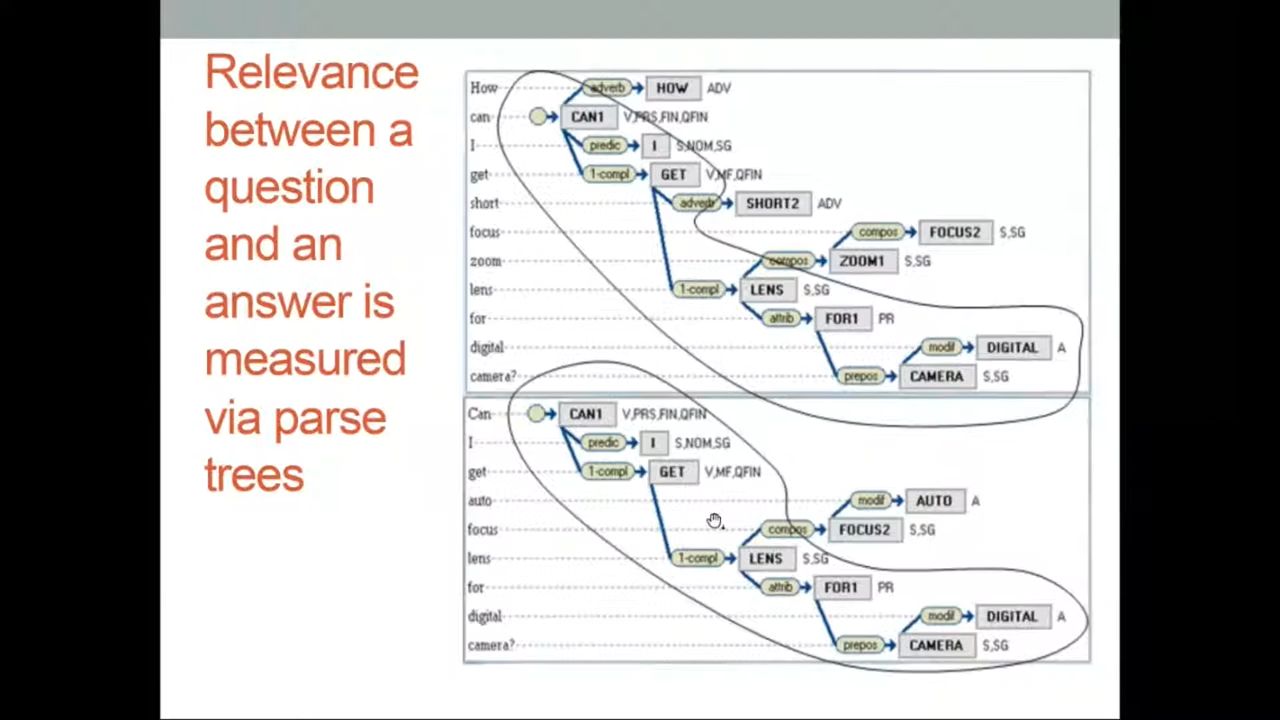 Relevance
between a
question
and an
answer is
measured
via parse
trees
How adverb HOW ADV
can CAN1 V,PRS,FIN,QFIN
I predic I S,NOM,SG
get 1-compl GET V,MF,QFIN
short adverb SHORT2 ADV
focus compos FOCUS2 S,SG
zoom compos ZOOM1 S,SG
lens 1-compl LENS S,SG
for attrib FOR1 PR
digital modif DIGITAL A
camera? prepos CAMERA S,SG
Can CAN1 V,PRS,FIN,QFIN
I predic I S,NOM,SG
get 1-compl GET V,MF,QFIN
auto modif AUTO A
focus compos FOCUS2 S,SG
lens 1-compl LENS S,SG
for attrib FOR1 PR
digital modif DIGITAL A
camera? prepos CAMERA S,SG